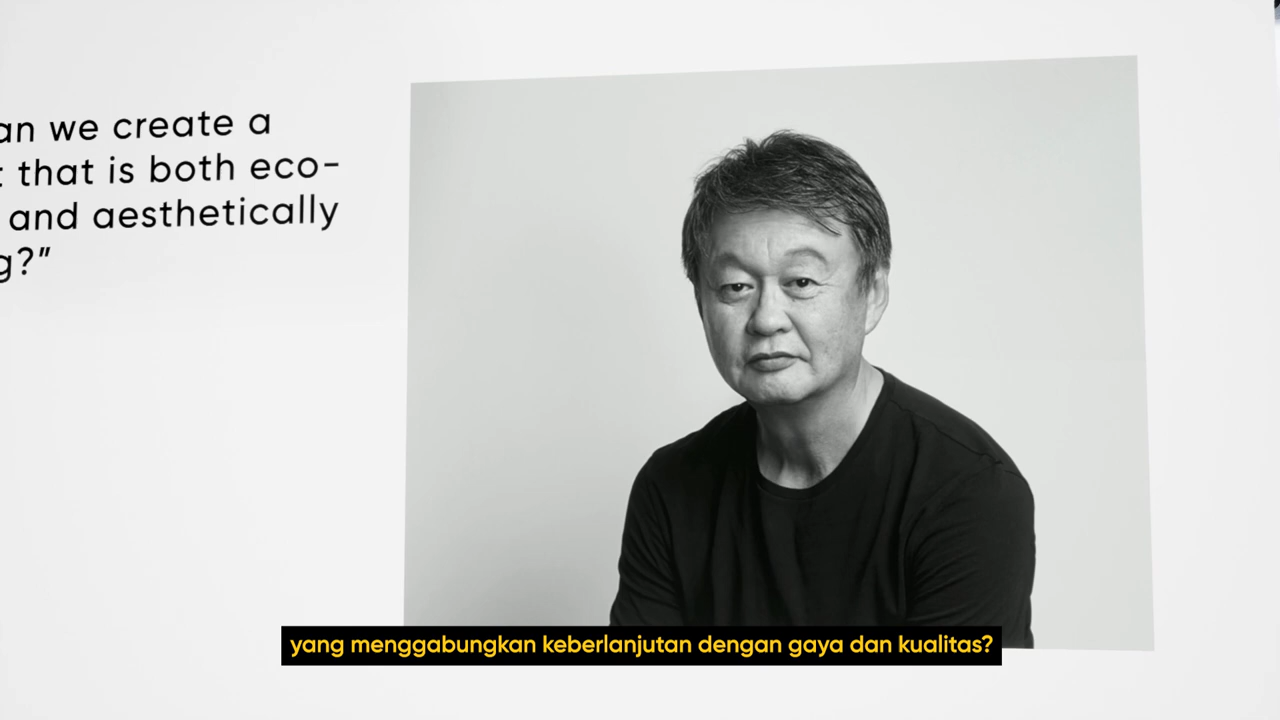 an we create a
that is both eco-
and aesthetically
g?”
yang menggabungkan keberlanjutan dengan gaya dan kualitas?